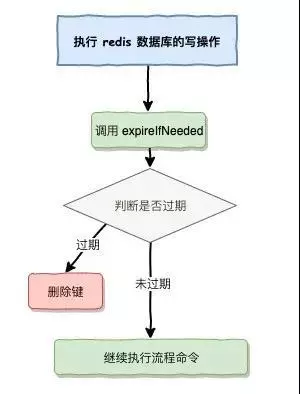 执行 redis 数据库的写操作
调用 expireIfNeeded
判断是否过期
过期
未过期
删除键
继续执行流程命令